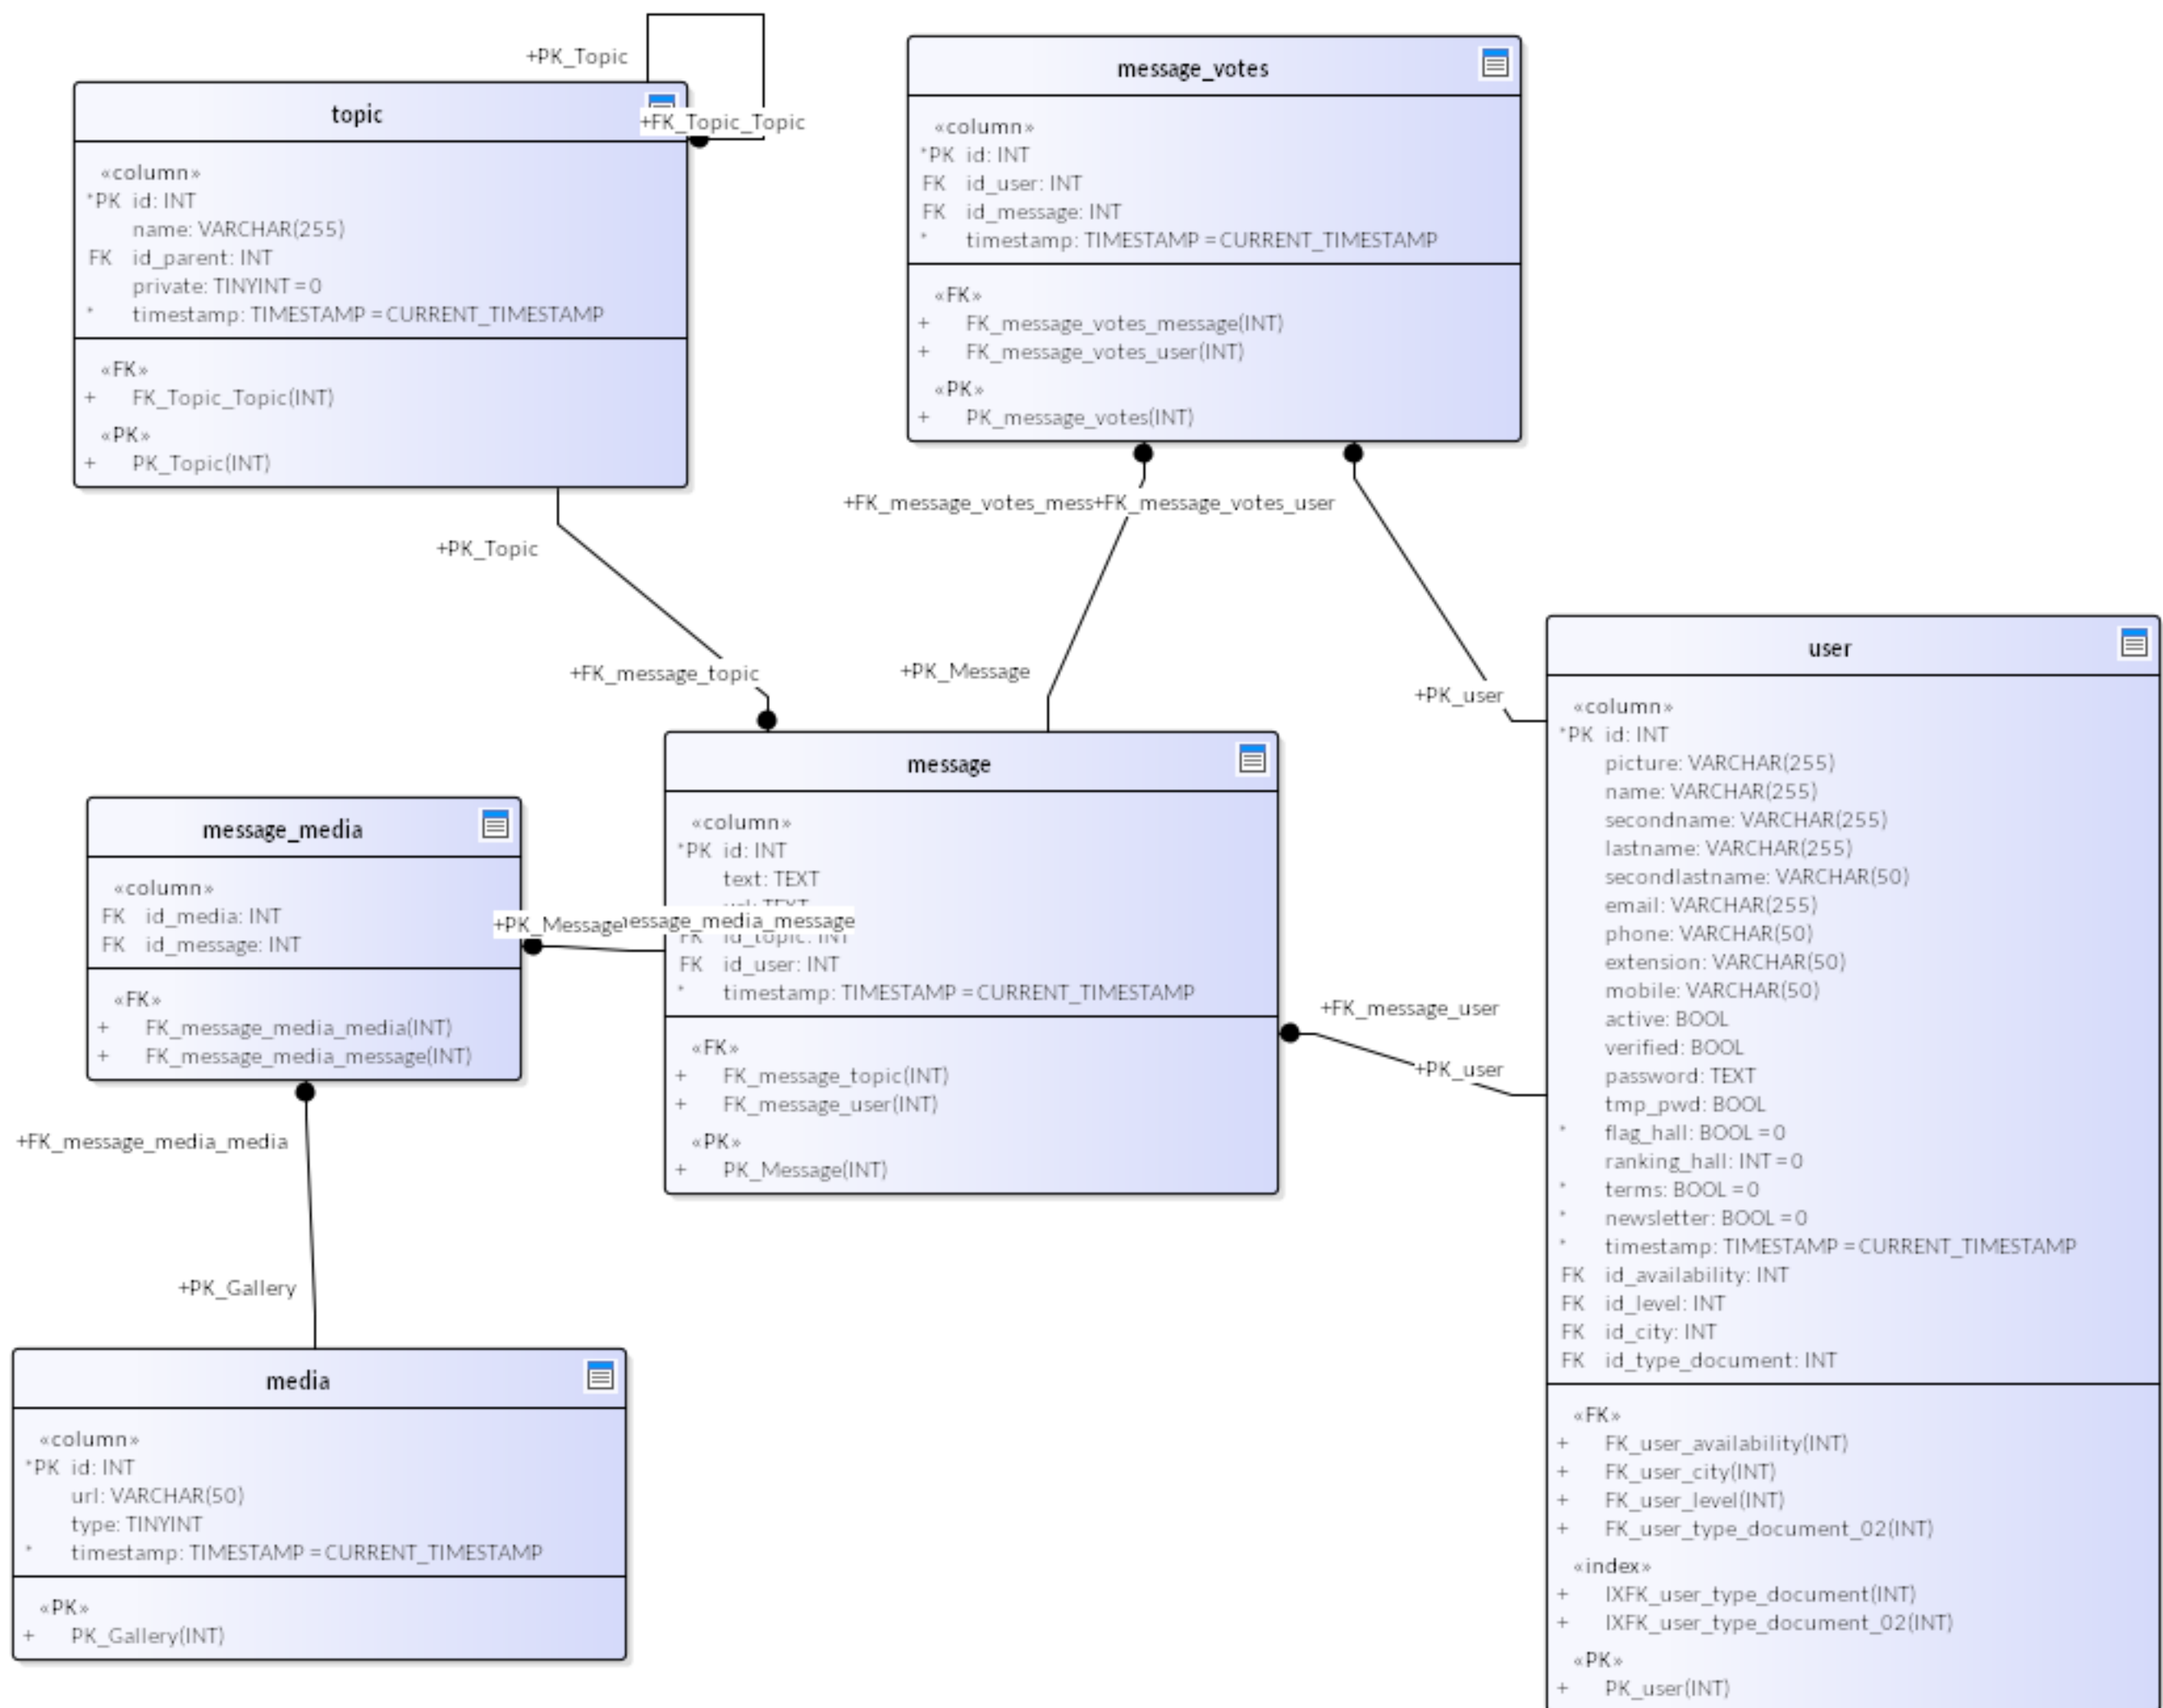 +PK_Topic
topic
+FK_Topic_Topic
«column»
*PK id: INT
name: VARCHAR(255)
FK id_parent: INT
private: TINYINT = 0
* timestamp: TIMESTAMP = CURRENT_TIMESTAMP
«FK»
+ FK_Topic_Topic(INT)
«PK»
+ PK_Topic(INT)
message_votes
«column»
*PK id: INT
FK id_user: INT
FK id_message: INT
* timestamp: TIMESTAMP = CURRENT_TIMESTAMP
«FK»
+ FK_message_votes_message(INT)
+ FK_message_votes_user(INT)
«PK»
+ PK_message_votes(INT)
+FK_message_votes_mess+FK_message_votes_user
+PK_Topic
+FK_message_topic
+PK_Message
+PK_user
message
«column»
*PK id: INT
text: TEXT
url: TEXT
FK id_topic: INT
FK id_user: INT
* timestamp: TIMESTAMP = CURRENT_TIMESTAMP
«FK»
+ FK_message_topic(INT)
+ FK_message_user(INT)
«PK»
+ PK_Message(INT)
message_media
«column»
FK id_media: INT
FK id_message: INT
«FK»
+ FK_message_media_media(INT)
+ FK_message_media_message(INT)
+PK_Message
essage_media_message
+FK_message_user
+PK_user
+FK_message_media_media
+PK_Gallery
media
«column»
*PK id: INT
url: VARCHAR(50)
type: TINYINT
* timestamp: TIMESTAMP = CURRENT_TIMESTAMP
«PK»
+ PK_Gallery(INT)
user
«column»
*PK id: INT
picture: VARCHAR(255)
name: VARCHAR(255)
secondname: VARCHAR(255)
lastname: VARCHAR(255)
secondlastname: VARCHAR(50)
email: VARCHAR(255)
phone: VARCHAR(50)
extension: VARCHAR(50)
mobile: VARCHAR(50)
active: BOOL
verified: BOOL
password: TEXT
tmp_pwd: BOOL
* flag_hall: BOOL = 0
ranking_hall: INT = 0
* terms: BOOL = 0
* newsletter: BOOL = 0
* timestamp: TIMESTAMP = CURRENT_TIMESTAMP
FK id_availability: INT
FK id_level: INT
FK id_city: INT
FK id_type_document: INT
«FK»
+ FK_user_availability(INT)
+ FK_user_city(INT)
+ FK_user_level(INT)
+ FK_user_type_document_02(INT)
«index»
+ IXFK_user_type_document(INT)
+ IXFK_user_type_document_02(INT)
«PK»
+ PK_user(INT)